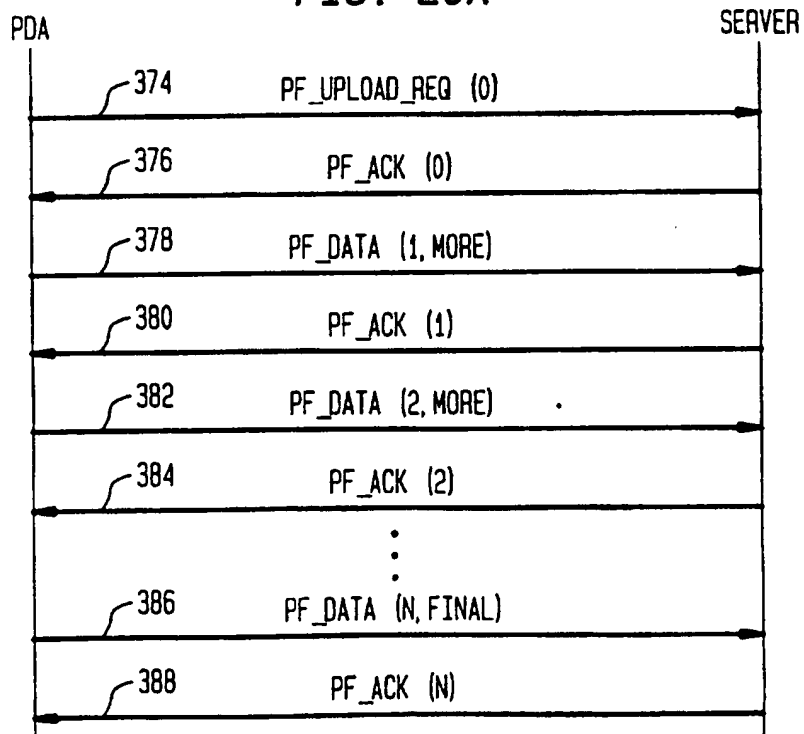 PDA
SERVER
374 PF_UPLOAD_REQ (0)
376 PF_ACK (0)
378 PF_DATA (1, MORE)
380 PF_ACK (1)
382 PF_DATA (2, MORE)
384 PF_ACK (2)
386 PF_DATA (N, FINAL)
388 PF_ACK (N)